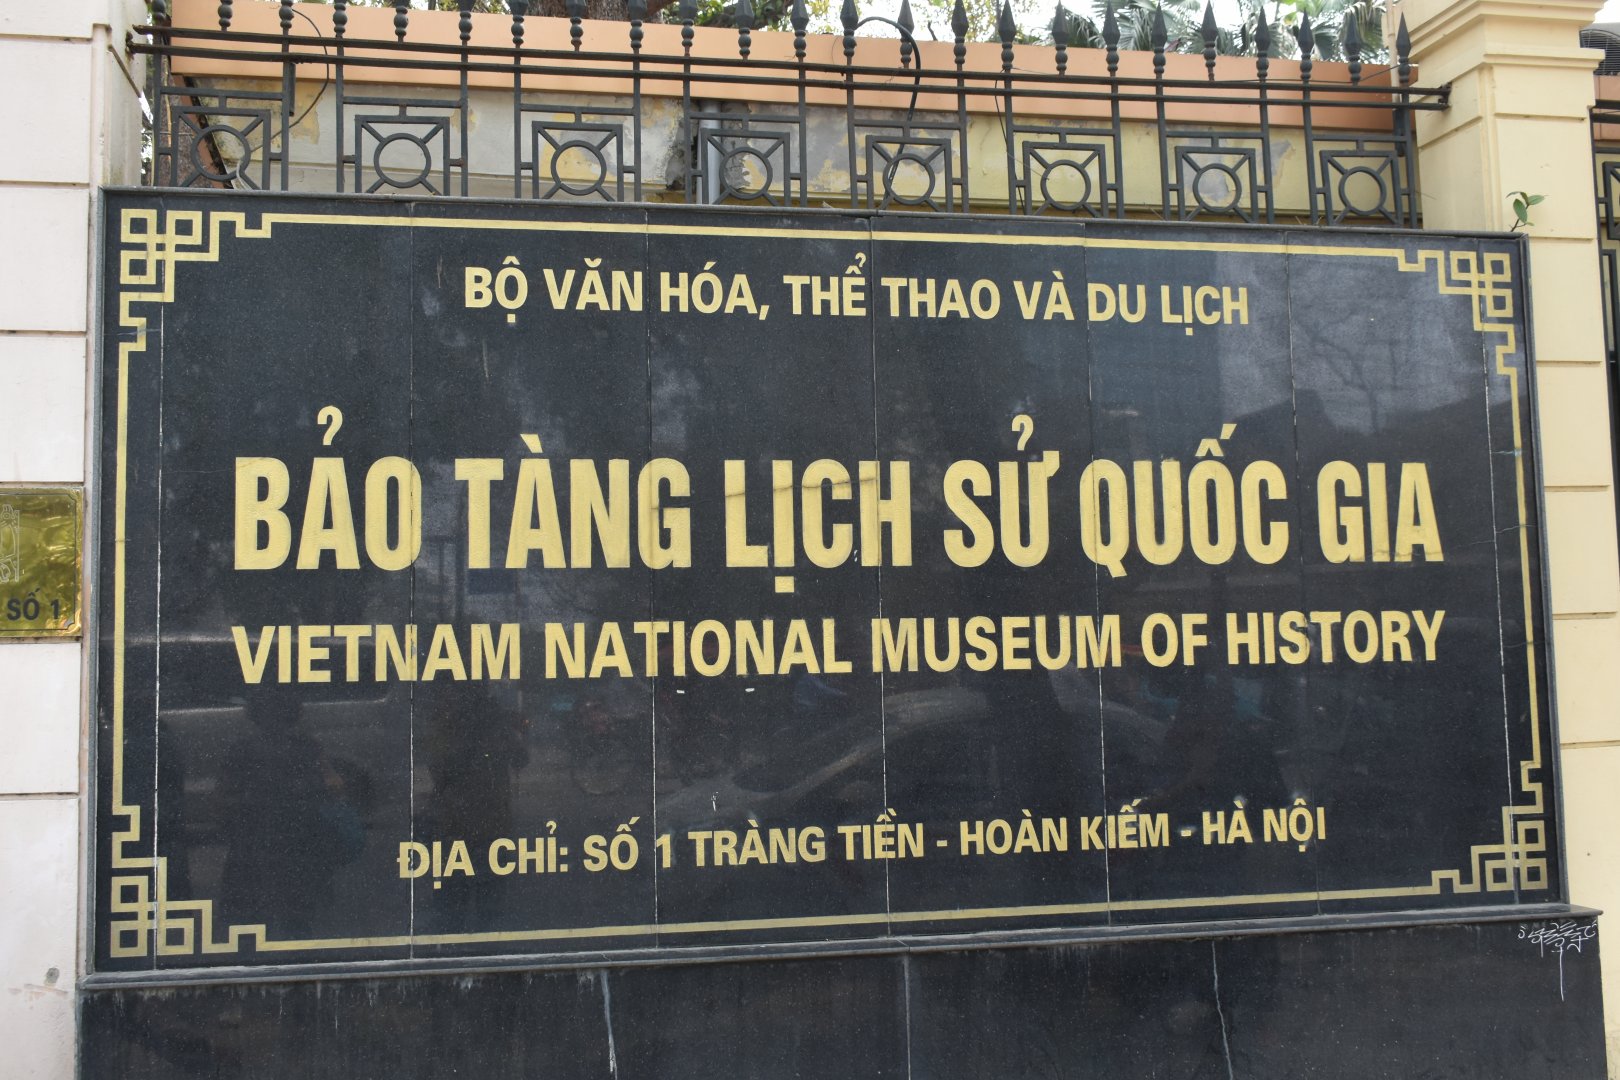 BỘ VĂN HÓA, THỂ THAO VÀ DU LỊCH
BẢO TÀNG LỊCH SỬ QUỐC GIA
VIETNAM NATIONAL MUSEUM OF HISTORY
ĐỊA CHỈ: SỐ 1 TRÀNG TIỀN - HOÀN KIẾM - HÀ NỘI
SỐ 1